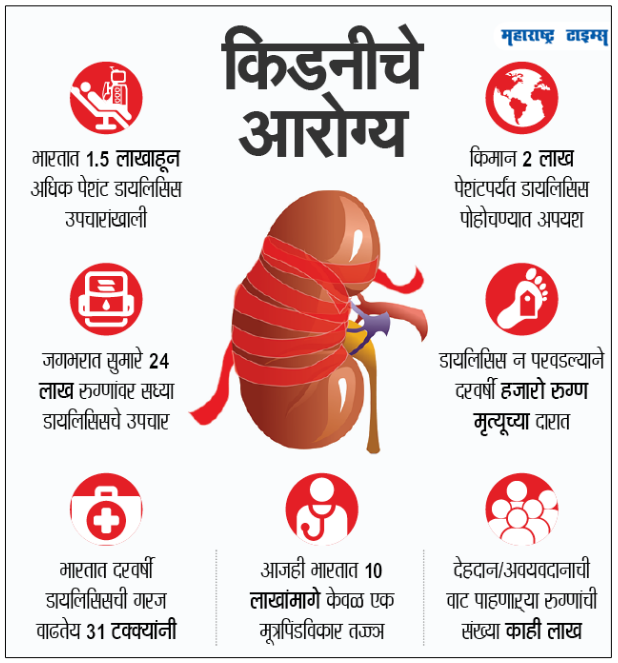 महाराष्ट्र टाइम्स
किडनीचे
आरोग्य
भारतात 1.5 लाखाहून
अधिक पेशंट डायलिसिस
उपचारांखाली
किमान 2 लाख
पेशंटपर्यंत डायलिसिस
पोहोचण्यात अपयश
जगभरात सुमारे 24
लाख रुग्णांवर सध्या
डायलिसिसचे उपचार
डायलिसिस न परवडल्याने
दरवर्षी हजारो रुग्ण
मृत्यूच्या दारात
भारतात दरवर्षी
डायलिसिसची गरज
वाढतेय 31 टक्क्यांनी
आजही भारतात 10
लाखांमागे केवळ एक
मूत्रपिंडविकार तज्ञ्ज
देहदान/अवयवदानाची
वाट पाहणाऱ्या रुग्णांची
संख्या काही लाख